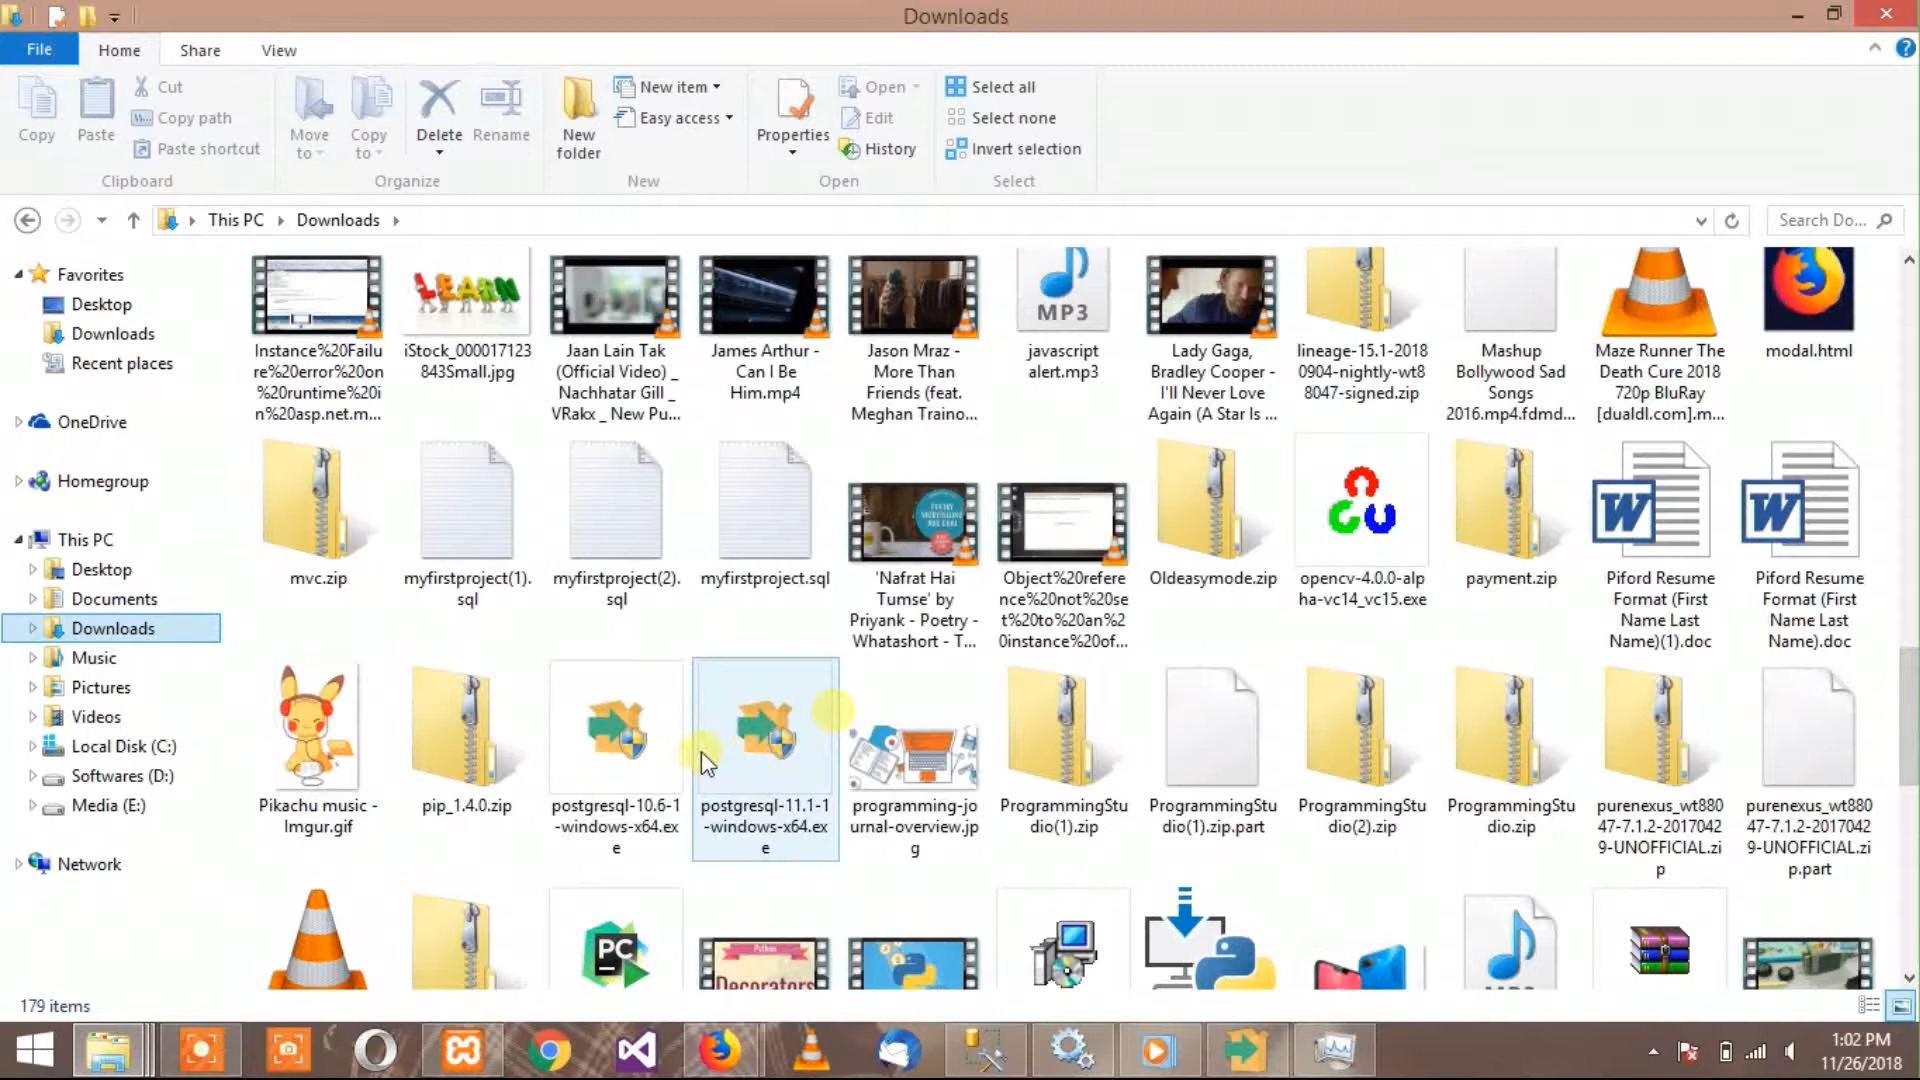 Downloads
File
Home
Share
View
Copy
Paste
Cut
Copy path
Paste shortcut
Clipboard
Move
to
Copy
to
Delete
Rename
Organize
New
folder
New item
Easy access
New
Properties
Open
Edit
History
Open
Select all
Select none
Invert selection
Select
This PC
Downloads
Search Do...
Favorites
Desktop
Downloads
Recent places
OneDrive
Homegroup
This PC
Desktop
Documents
Downloads
Music
Pictures
Videos
Local Disk (C:)
Softwares (D:)
Media (E:)
Network
LEARN
MP3
Instance%20Failu
re%20error%20on
%20runtime%20i
n%20asp.net.m...
iStock_000017123
843Small.jpg
Jaan Lain Tak
(Official Video) _
Nachhatar Gill _
VRakx _ New Pu...
James Arthur -
Can I Be
Him.mp4
Jason Mraz -
More Than
Friends (feat.
Meghan Traino...
javascript
alert.mp3
Lady Gaga,
Bradley Cooper -
I'll Never Love
Again (A Star Is ...
lineage-15.1-2018
0904-nightly-wt8
8047-signed.zip
Mashup
Bollywood Sad
Songs
2016.mp4.fdmd...
Maze Runner The
Death Cure 2018
720p BluRay
[dualdl.com].m...
modal.html
mvc.zip
myfirstproject(1).
sql
myfirstproject(2).
sql
myfirstproject.sql
'Nafrat Hai
Tumse' by
Priyank - Poetry -
Whatashort - T...
Object%20refere
nce%20not%20se
t%20to%20an%2
0instance%20of...
Oldeasymode.zip
opencv-4.0.0-alp
ha-vc14_vc15.exe
payment.zip
W
Piford Resume
Format (First
Name Last
Name)(1).doc
W
Piford Resume
Format (First
Name Last
Name).doc
Pikachu music -
Imgur.gif
pip_1.4.0.zip
postgresql-10.6-1
-windows-x64.ex
e
postgresql-11.1-1
-windows-x64.ex
e
programming-jo
urnal-overview.jp
g
ProgrammingStu
dio(1).zip
ProgrammingStu
dio(1).zip.part
ProgrammingStu
dio(2).zip
ProgrammingStu
dio.zip
purenexus_wt880
47-7.1.2-2017042
9-UNOFFICIAL.zi
p
purenexus_wt880
47-7.1.2-2017042
9-UNOFFICIAL.zi
p.part
PC
Python
Decorators
179 items
1:02 PM
11/26/2018